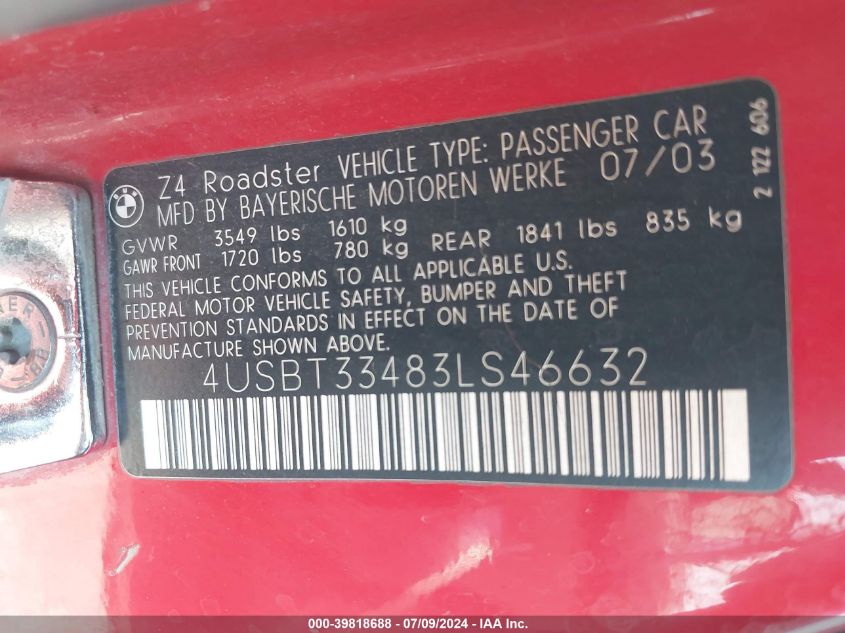 Z4 Roadster VEHICLE TYPE: PASSENGER CAR
MFD BY BAYERISCHE MOTOREN WERKE 07/03
GVWR 3549 lbs 1610 kg
GAWR FRONT 1720 lbs 780 kg REAR 1841 lbs 835 kg
THIS VEHICLE CONFORMS TO ALL APPLICABLE U.S.
FEDERAL MOTOR VEHICLE SAFETY, BUMPER AND THEFT
PREVENTION STANDARDS IN EFFECT ON THE DATE OF
MANUFACTURE SHOWN ABOVE.
4USBT33483LS46632
2 122 606
000-39818688 - 07/09/2024 - IAA Inc.